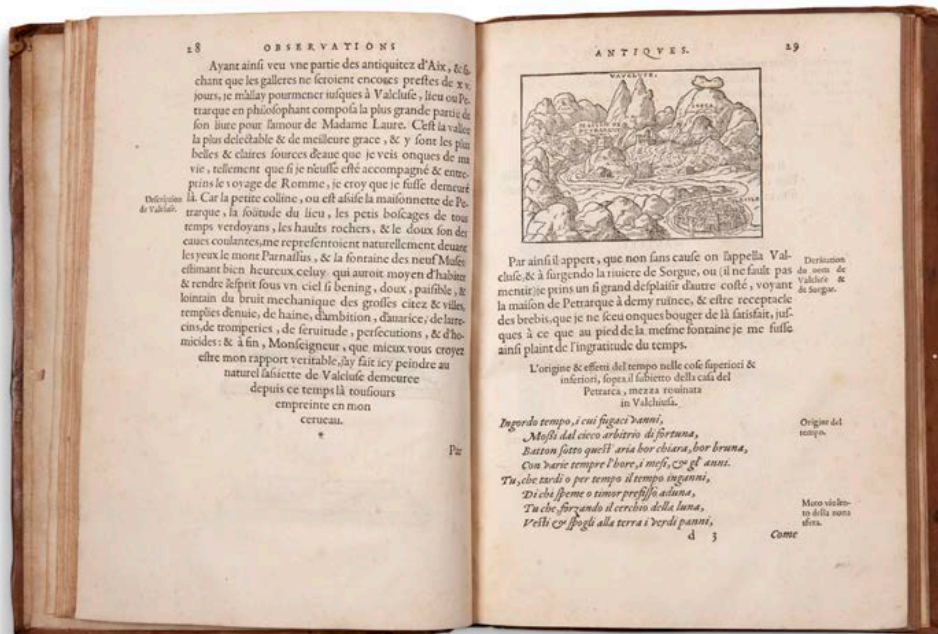 28 OBSERVATIONS
Ayant ainsi veu vne partie des antiquitez d'Aix, & sa-
chant que les galleres ne seroient encores prestes de xv.
jours, je m'allay pourmener iusques à Valcluse, lieu ou Pe-
trarque en philosophant composa la plus grande partie de
son liure pour l'amour de Madame Laure. C'est la vallée
la plus delectable & de meilleure grace, & y sont les plus
belles & claires sources d'eaue que je veis onques de ma
vie, tellement que si je n'eusse esté accompagné & entre-
prins le voyage de Romme, je croy que je fusse demeuré
Description
de Valcluse.
là. Car la petite colline, ou est assise la maisonnette de Pe-
trarque, la solitude du lieu, les petis boscages de tous
temps verdoyans, les haults rochers, & le doux son des
eaues coulantes, me representoient naturellement deuant
les yeux le mont Parnassus, & la fontaine des neuf Muses
estimant bien heureux celuy qui auroit moyen d'habiter
& rendre l'esprit sous vn ciel si bening, doux, paisible, &
lointain du bruit mechanique des grosses citez & villes,
remplies d'enuie, de haine, d'ambition, d'auarice, de larre-
cins, de tromperies, de seruitude, persecutions, & d'ho-
micides: & à fin, Monseigneur, que mieux vous croyez
estre mon rapport veritable, j'ay fait icy peindre au
naturel l'assiette de Valcluse demeuree
depuis ce temps là tousiours
empreinte en mon
cerueau.
*
Par
ANTIQVES. 29
VAVCLVSE.
SORGA
MAISON DE
PETRARQVE
Par ainsi il appert, que non sans cause on l'appella Val-
cluse, & à surgendo la riuiere de Sorgue, ou (il ne fault pas
mentir) je prins un si grand desplaisir d'autre costé, voyant
la maison de Petrarque à demy ruinee, & estre receptacle
des brebis, que je ne sceu onques bouger de là satisfait, jus-
ques à ce que au pied de la mesme fontaine je me fusse
ainsi plaint de l'ingratitude du temps.
Deriuation
du nom de
Valcluse &
de Sorgue.
L'origine & effetti del tempo nelle cose superiori &
inferiori, sopra il subietto della casa del
Petrarca, mezza rouinata
in Valchiusa.
Ingordo tempo, i cui fugaci vanni,
Mossi dal cieco arbitrio di fortuna,
Batton sotto quest' aria hor chiara, hor bruna,
Con varie tempre l'hore, i mesi, & gl' anni.
Tu, che tardi o per tempo il tempo inganni,
Di chi speme o timor prefisso aduna,
Tu che, forzando il cerchio della luna,
Vesti & spogli alla terra i verdi panni,
Origine del
tempo.
Moto violen-
to della nona
sfera.
d 3 Come